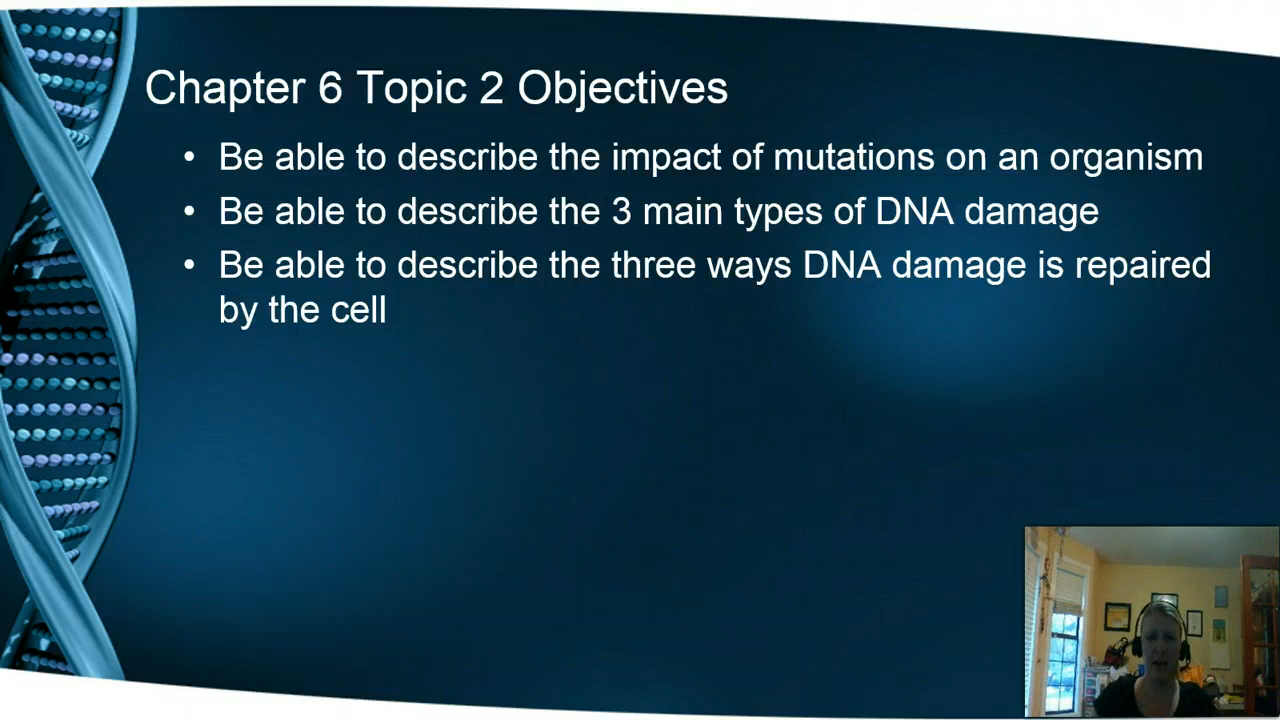 Chapter 6 Topic 2 Objectives
• Be able to describe the impact of mutations on an organism
• Be able to describe the 3 main types of DNA damage
• Be able to describe the three ways DNA damage is repaired
by the cell